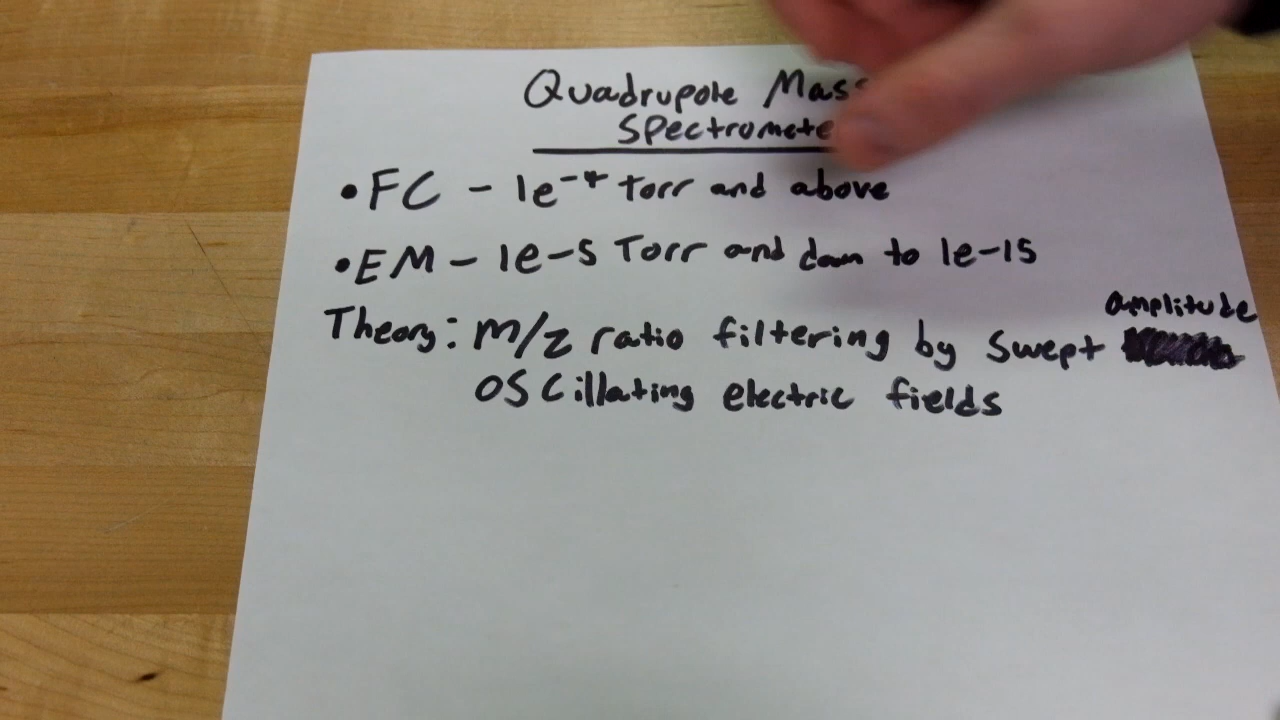 Quadrupole Mass
Spectromete
• FC - 1e-4 torr and above
• EM - 1e-5 Torr and down to 1e-15
amplitude
Theory: m/z ratio filtering by swept
oscillating electric fields